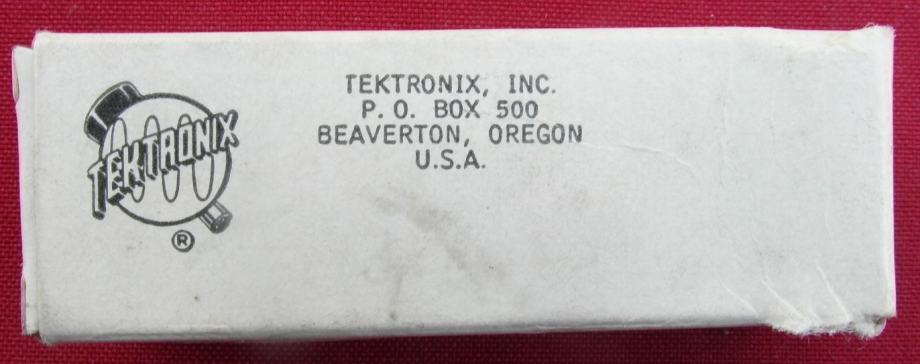 TEKTRONIX
®
TEKTRONIX, INC.
P. O. BOX 500
BEAVERTON, OREGON
U.S.A.